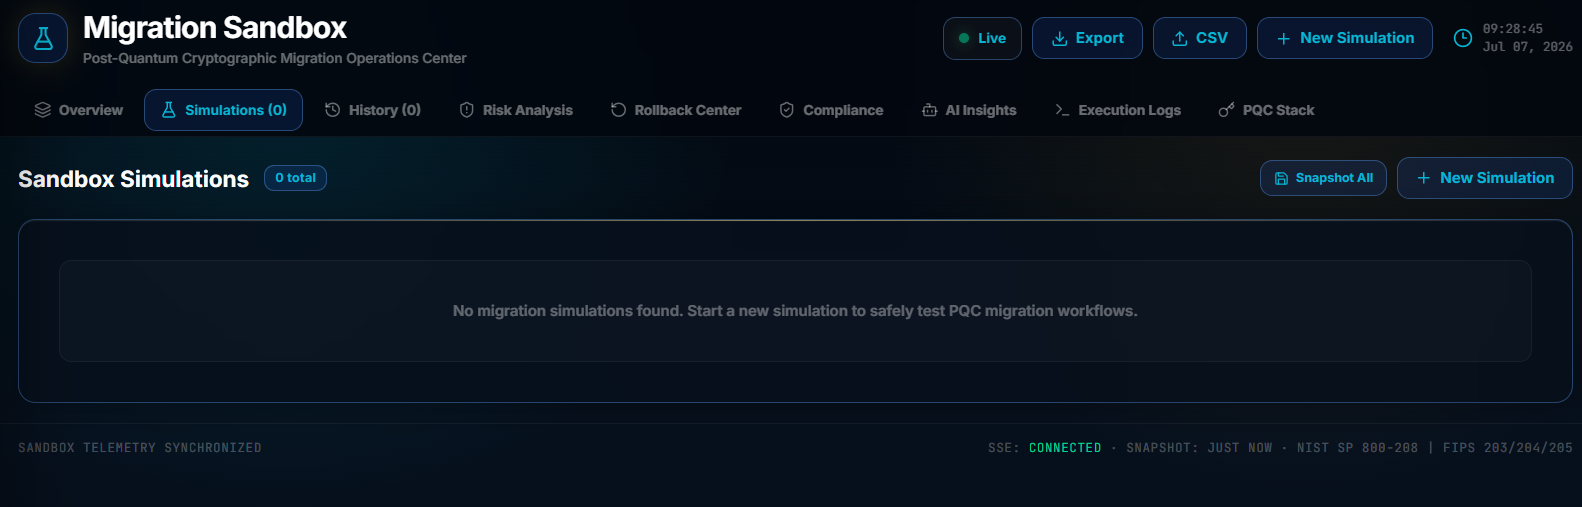 Migration Sandbox
Post-Quantum Cryptographic Migration Operations Center
Live
Export
CSV
New Simulation
09:28:45
Jul 07, 2026
Overview
Simulations (0)
History (0)
Risk Analysis
Rollback Center
Compliance
AI Insights
Execution Logs
PQC Stack
Sandbox Simulations
0 total
Snapshot All
New Simulation
No migration simulations found. Start a new simulation to safely test PQC migration workflows.
SANDBOX TELEMETRY SYNCHRONIZED
SSE: CONNECTED · SNAPSHOT: JUST NOW · NIST SP 800-208 | FIPS 203/204/205